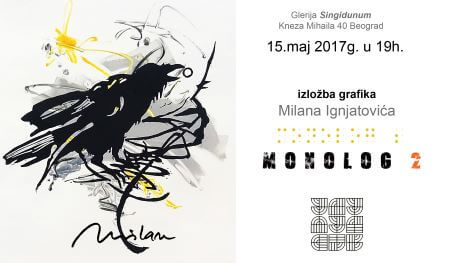 Glerija Singidunum
Kneza Mihaila 40 Beograd
15.maj 2017g. u 19h.
izložba grafika
Milana Ignjatovića
MONOLOG 2
milan